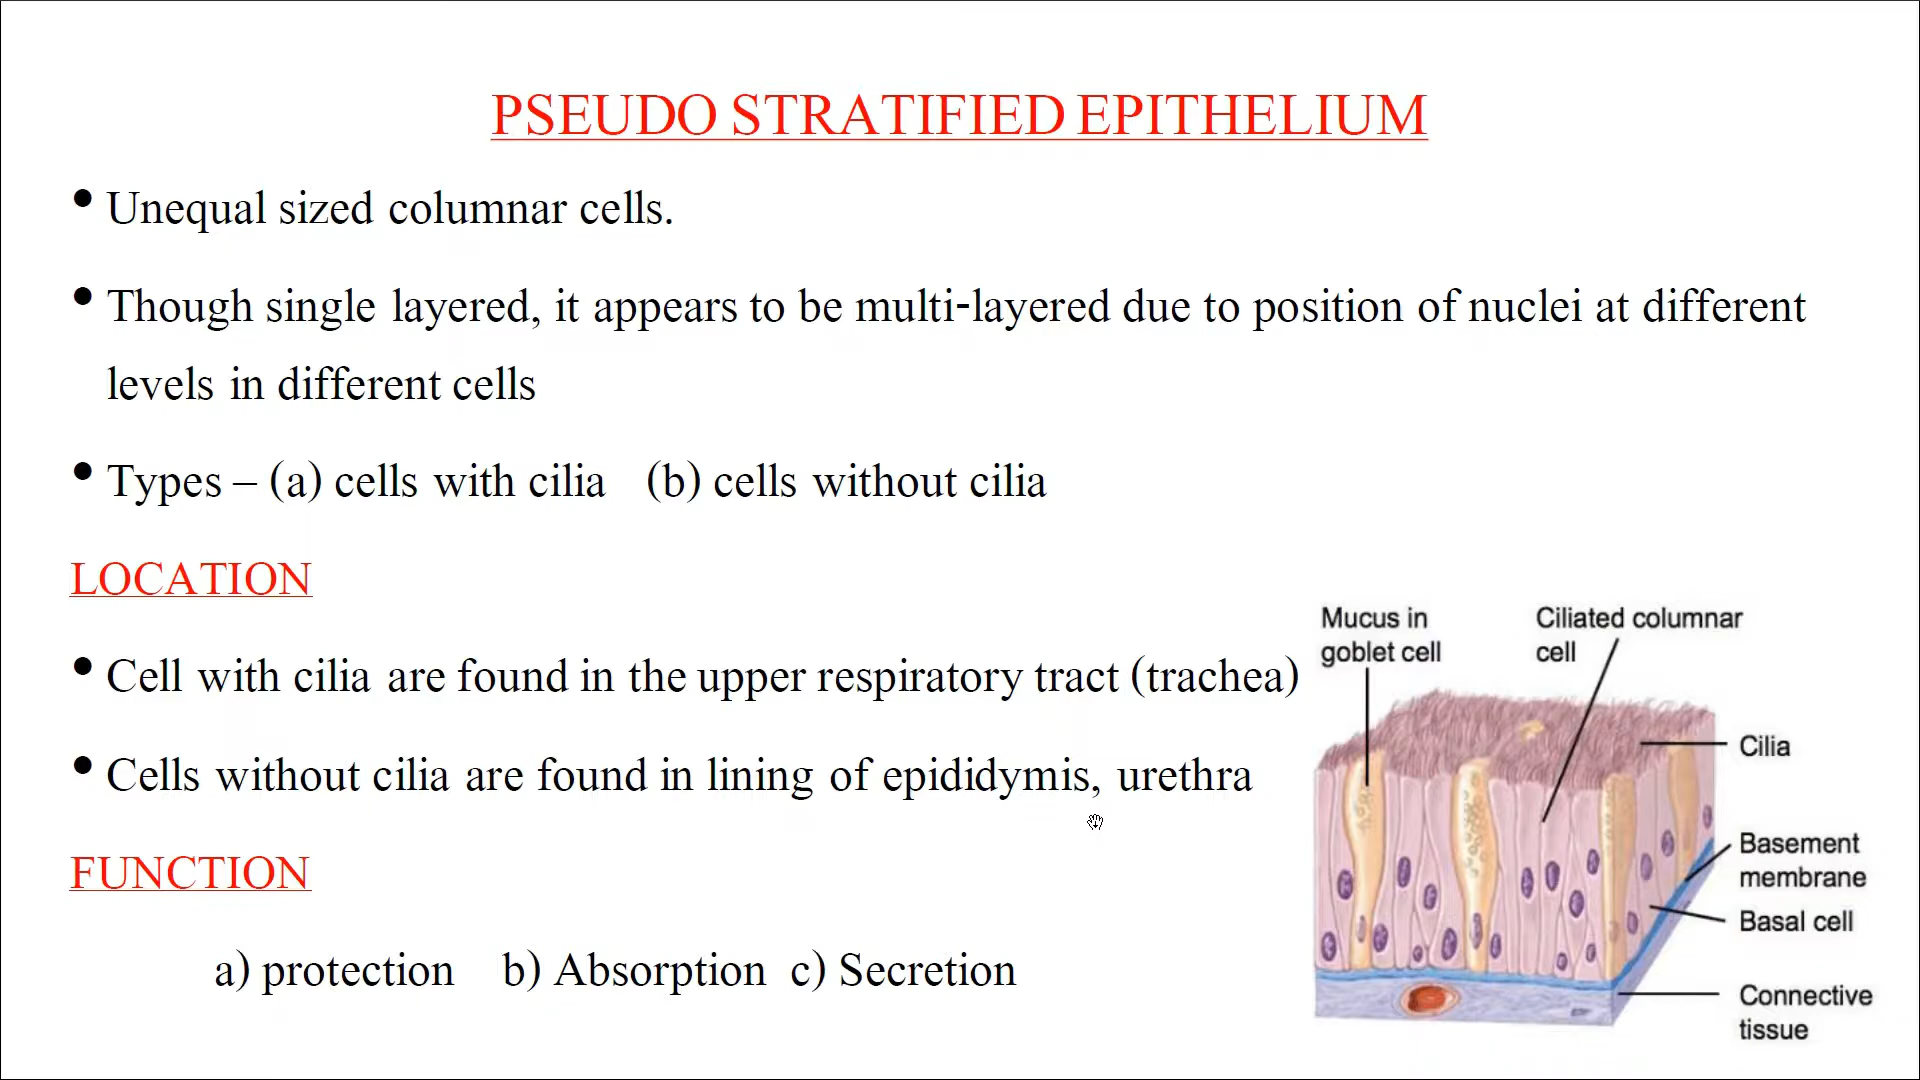 PSEUDO STRATIFIED EPITHELIUM
• Unequal sized columnar cells.
• Though single layered, it appears to be multi-layered due to position of nuclei at different
levels in different cells
• Types – (a) cells with cilia (b) cells without cilia
LOCATION
• Cell with cilia are found in the upper respiratory tract (trachea)
• Cells without cilia are found in lining of epididymis, urethra
FUNCTION
a) protection b) Absorption c) Secretion
Mucus in
goblet cell
Ciliated columnar
cell
Cilia
Basement
membrane
Basal cell
Connective
tissue